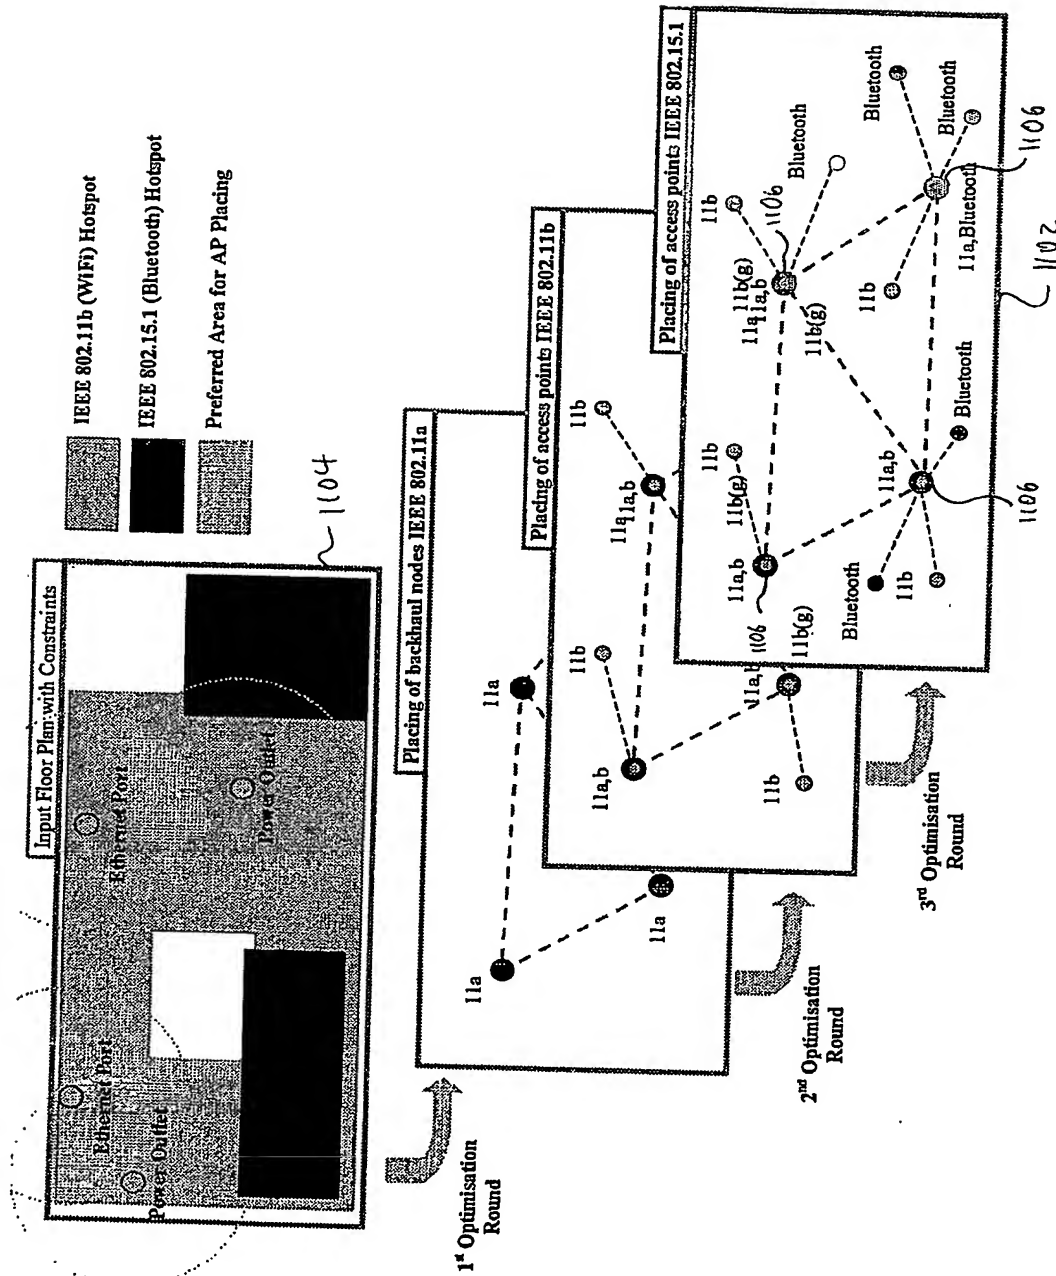 Input Floor Plan with Constraints
Ethernet Port
Power Outlet
Ethernet Port
Power Outlet
1104
IEEE 802.11b (WiFi) Hotspot
IEEE 802.15.1 (Bluetooth) Hotspot
Preferred Area for AP Placing
1st Optimisation
Round
Placing of backhaul nodes IEEE 802.11a
11a
11a
11a
2nd Optimisation
Round
Placing of access points IEEE 802.11b
11b
11b
11a
11a,b
11a,b
11a,b
11b
3rd Optimisation
Round
Placing of access points IEEE 802.15.1
11b
11b
Bluetooth
Bluetooth
11b(g)
11a
11a,b
1106
11b(g)
11b(g)
11a,b
1106
11b(g)
11b
Bluetooth
11a,Bluetooth
1106
11a,b
Bluetooth
Bluetooth
11b
1106
1102